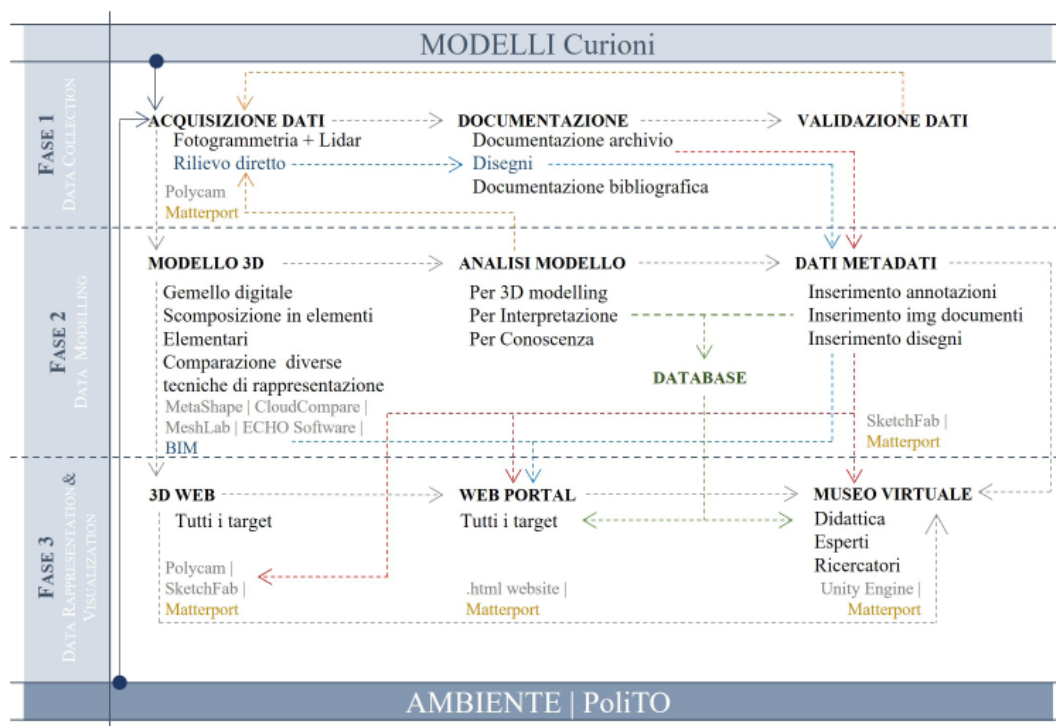 MODELLI Curioni
FASE 1
DATA COLLECTION
ACQUISIZIONE DATI
Fotogrammetria + Lidar
Rilievo diretto
Polycam
Matterport
DOCUMENTAZIONE
Documentazione archivio
Disegni
Documentazione bibliografica
VALIDAZIONE DATI
FASE 2
DATA MODELLING
MODELLO 3D
Gemello digitale
Scomposizione in elementi
Elementari
Comparazione diverse
tecniche di rappresentazione
MetaShape | CloudCompare |
MeshLab | ECHO Software |
BIM
ANALISI MODELLO
Per 3D modelling
Per Interpretazione
Per Conoscenza
DATABASE
DATI METADATI
Inserimento annotazioni
Inserimento img documenti
Inserimento disegni
SketchFab |
Matterport
FASE 3
DATA RAPPRESENTATION &
VISUALIZATION
3D WEB
Tutti i target
Polycam |
SketchFab |
Matterport
WEB PORTAL
Tutti i target
.html website |
Matterport
MUSEO VIRTUALE
Didattica
Esperti
Ricercatori
Unity Engine |
Matterport
AMBIENTE | PoliTO